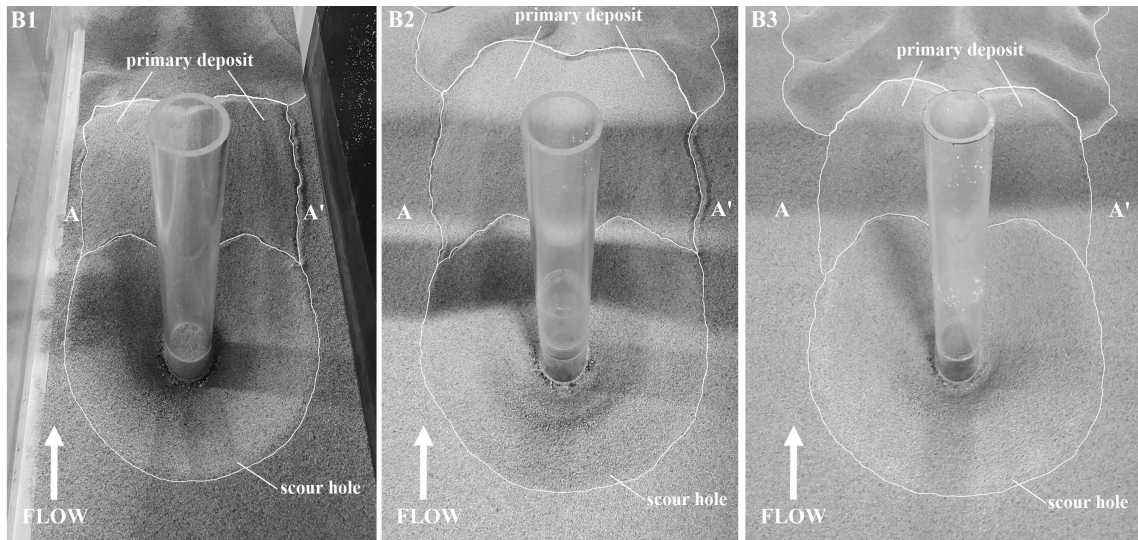 B1
primary deposit
A
A'
scour hole
FLOW
B2
primary deposit
A
A'
scour hole
FLOW
B3
primary deposit
A
A'
scour hole
FLOW